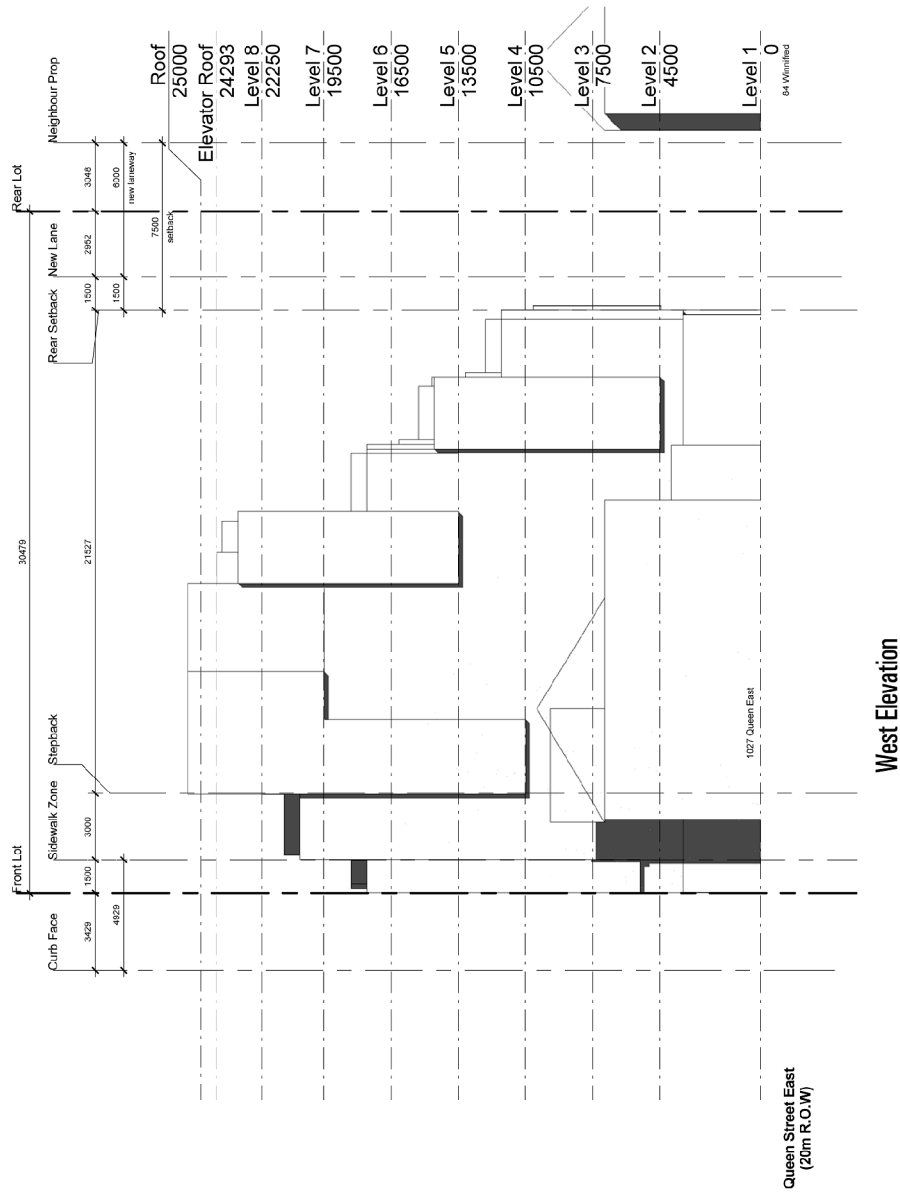 Roof
25000
Elevator Roof
24293
Level 8
22250
Level 7
19500
Level 6
16500
Level 5
13500
Level 4
10500
Level 3
7500
Level 2
4500
Level 1
0
84 Winnifred
Neighbour Prop
Rear Lot
New Lane
Rear Setback
Stepback
Sidewalk Zone
Front Lot
Curb Face
3048
6000
new laneway
7500
setback
2952
1500
1500
30479
21527
3000
1500
4929
3429
1027 Queen East
West Elevation
Queen Street East
(20m R.O.W)